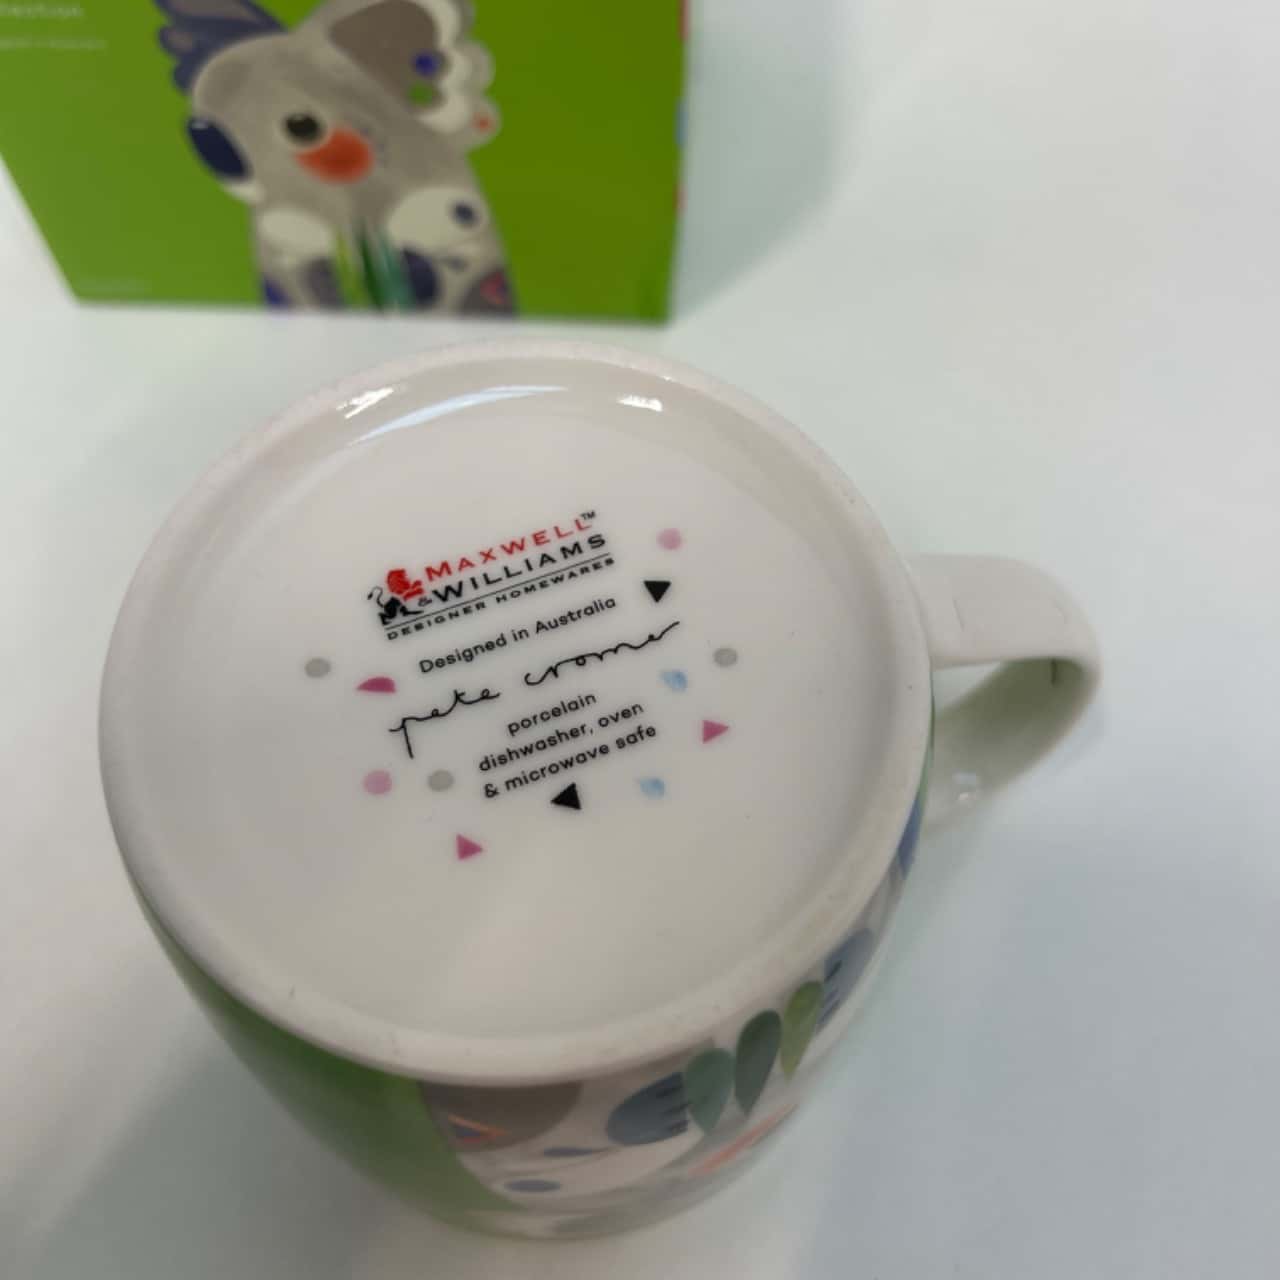 MAXWELL™
& WILLIAMS
DESIGNER HOMEWARES
Designed in Australia
pete cromer
porcelain
dishwasher, oven
& microwave safe